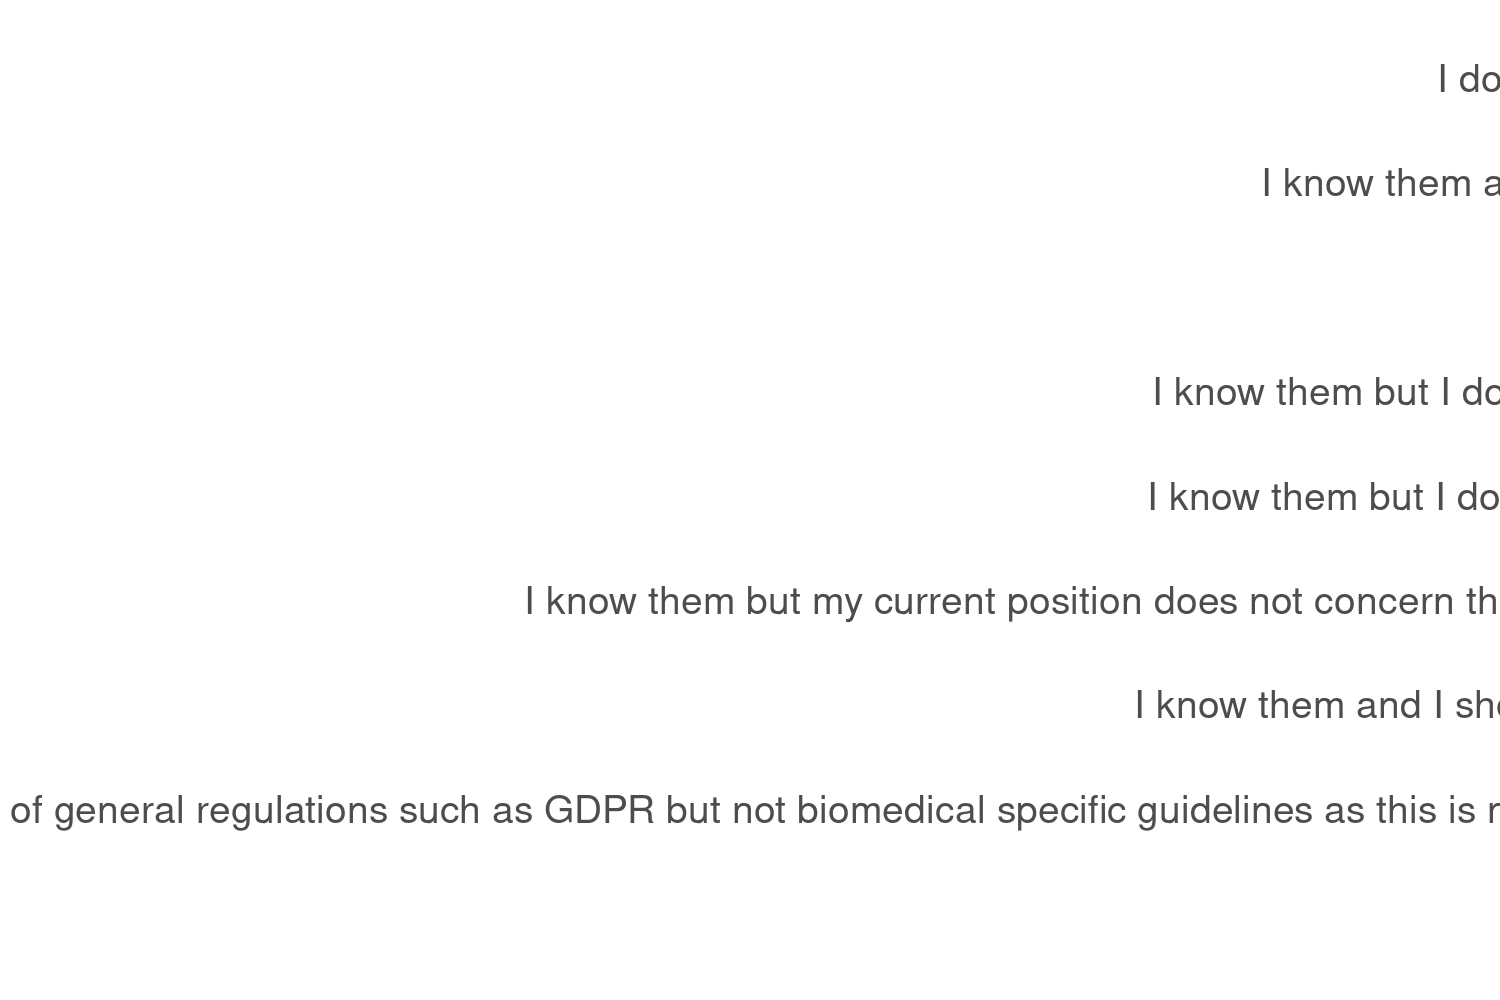 I do
I know them a
I know them but I do
I know them but I do
I know them but my current position does not concern th
I know them and I sho
of general regulations such as GDPR but not biomedical specific guidelines as this is